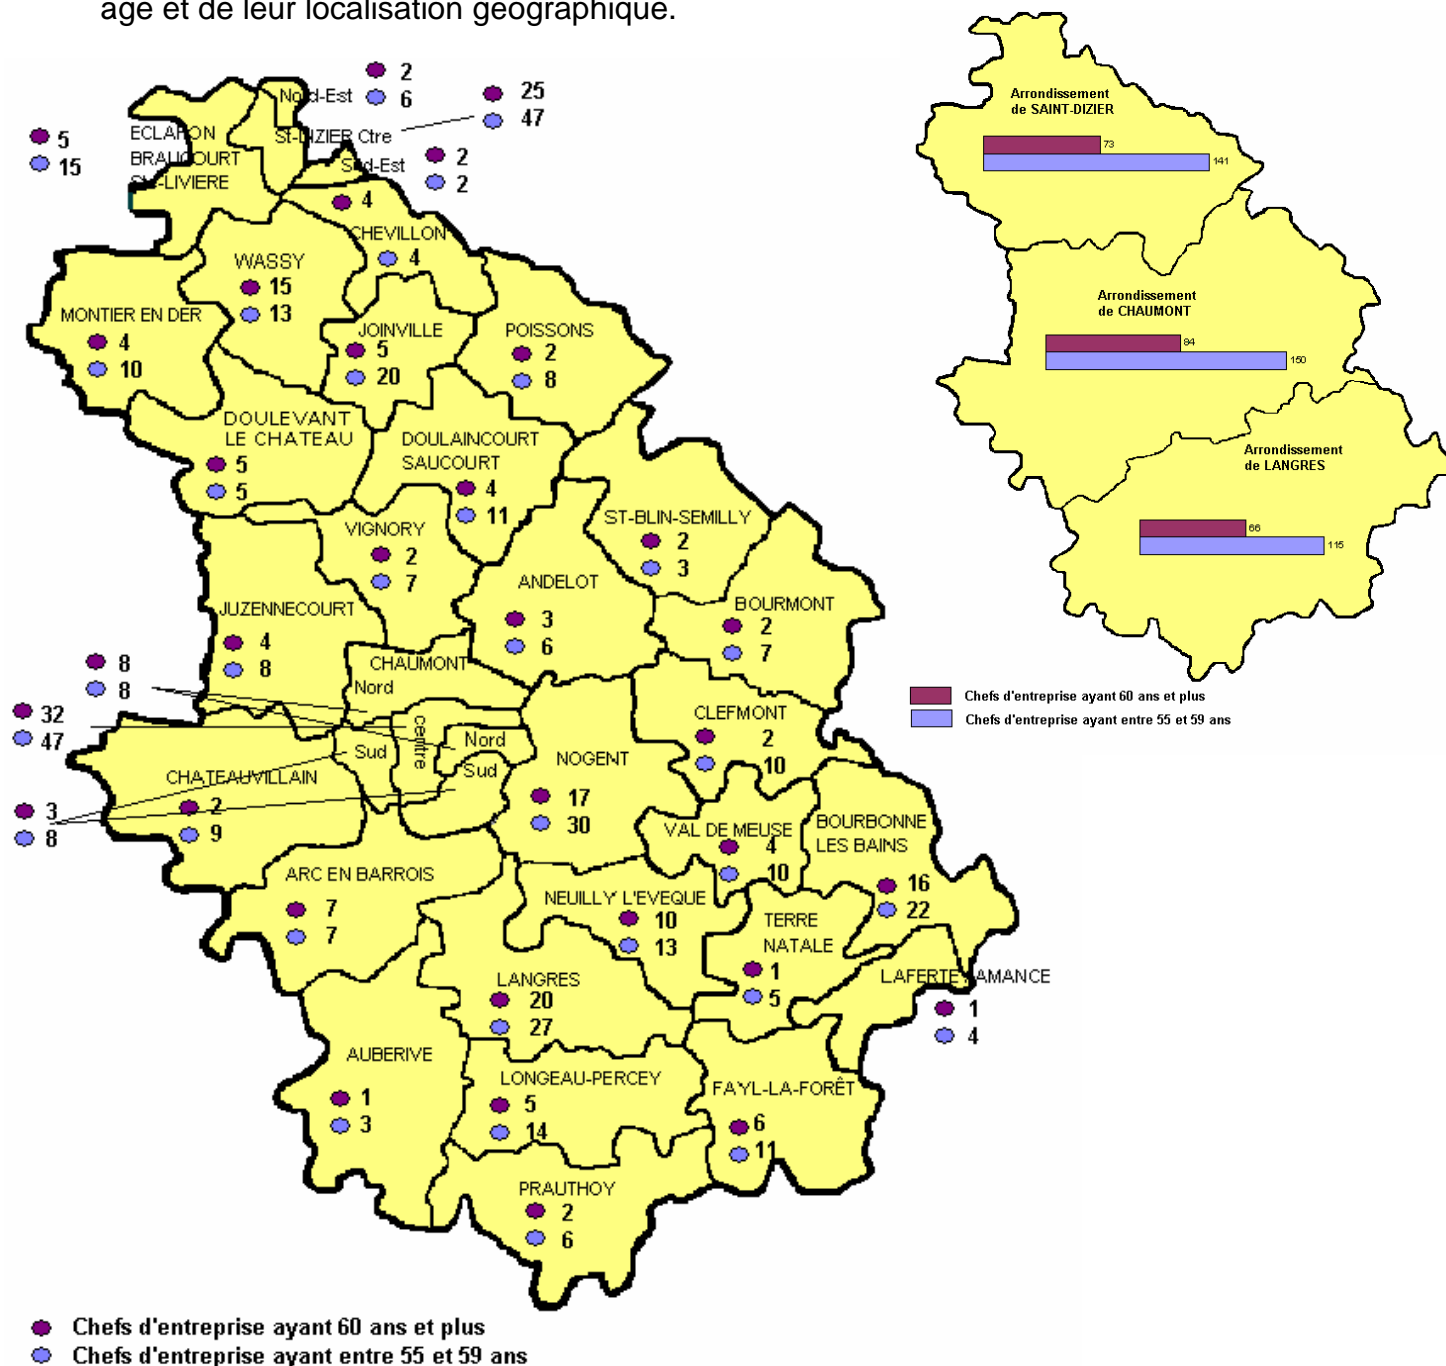 âge et de leur localisation géographique.
2
Nord-Est 6
25
St-DIZIER Ctre 47
5
15
ECLARON
BRAUCOURT
Ste-LIVIERE
Sud-Est 2
2
4
CHEVILLON
4
WASSY
15
13
MONTIER EN DER
4
10
JOINVILLE
5
20
POISSONS
2
8
DOULEVANT
LE CHATEAU
5
5
DOULAINCOURT
SAUCOURT
4
11
VIGNORY
2
7
ST-BLIN-SEMILLY
2
3
ANDELOT
3
6
BOURMONT
2
7
JUZENNECOURT
4
8
8
8
CHAUMONT
Nord
32
47
centre
Nord
Sud
Sud
3
8
CHATEAUVILLAIN
2
9
NOGENT
17
30
CLEFMONT
2
10
VAL DE MEUSE
4
10
BOURBONNE
LES BAINS
16
22
ARC EN BARROIS
7
7
NEUILLY L'EVEQUE
10
13
TERRE
NATALE
1
5
LANGRES
20
27
LAFERTE AMANCE
1
4
AUBERIVE
1
3
LONGEAU-PERCEY
5
14
FAYL-LA-FORÊT
6
11
PRAUTHOY
2
6
Chefs d'entreprise ayant 60 ans et plus
Chefs d'entreprise ayant entre 55 et 59 ans
Arrondissement
de SAINT-DIZIER
73
141
Arrondissement
de CHAUMONT
84
150
Arrondissement
de LANGRES
66
115
Chefs d'entreprise ayant 60 ans et plus
Chefs d'entreprise ayant entre 55 et 59 ans